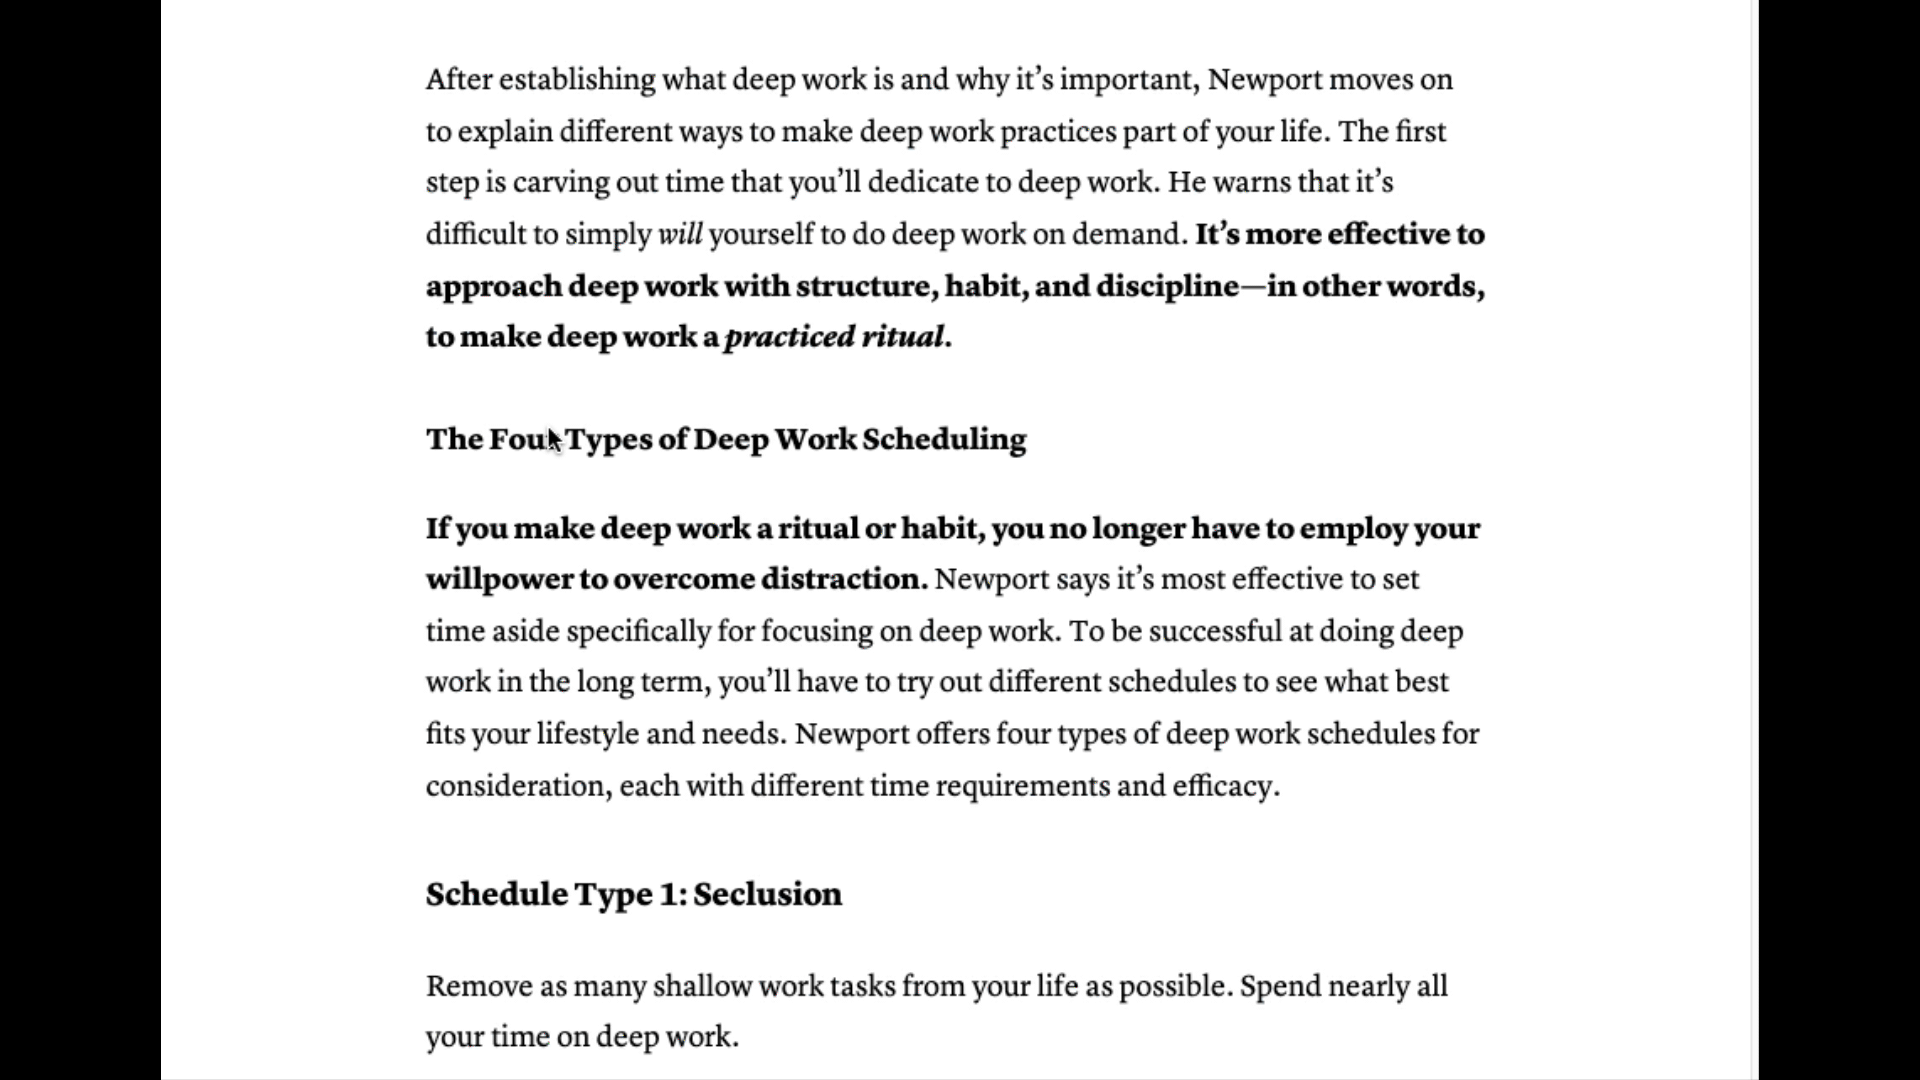 After establishing what deep work is and why it’s important, Newport moves on
to explain different ways to make deep work practices part of your life. The first
step is carving out time that you’ll dedicate to deep work. He warns that it’s
difficult to simply will yourself to do deep work on demand. It’s more effective to
approach deep work with structure, habit, and discipline—in other words,
to make deep work a practiced ritual.
The Four Types of Deep Work Scheduling
If you make deep work a ritual or habit, you no longer have to employ your
willpower to overcome distraction. Newport says it’s most effective to set
time aside specifically for focusing on deep work. To be successful at doing deep
work in the long term, you’ll have to try out different schedules to see what best
fits your lifestyle and needs. Newport offers four types of deep work schedules for
consideration, each with different time requirements and efficacy.
Schedule Type 1: Seclusion
Remove as many shallow work tasks from your life as possible. Spend nearly all
your time on deep work.